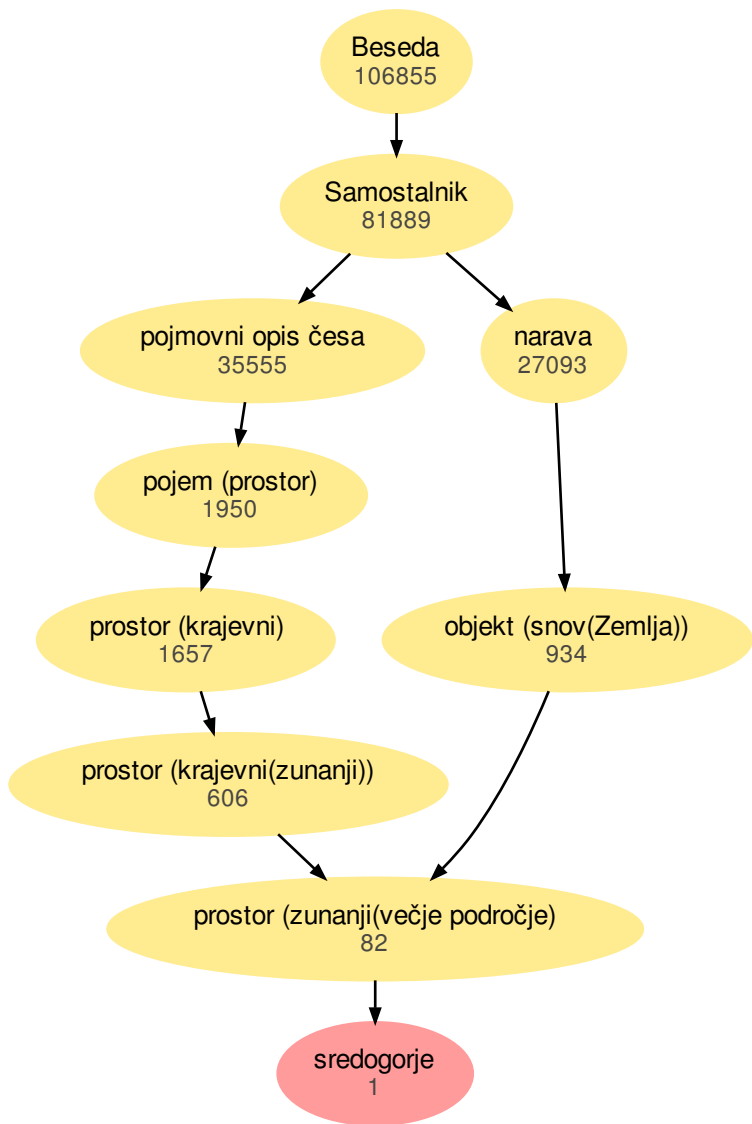 Beseda
106855
Samostalnik
81889
pojmovni opis česa
35555
narava
27093
pojem (prostor)
1950
prostor (krajevni)
1657
objekt (snov(Zemlja))
934
prostor (krajevni(zunanji))
606
prostor (zunanji(večje področje)
82
sredogorje
1